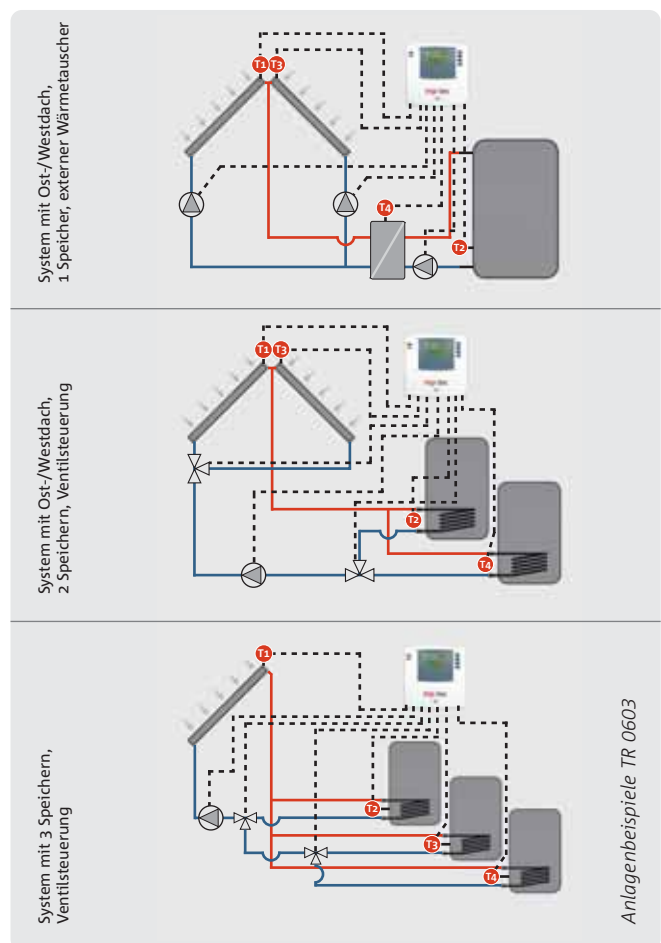 System mit Ost-/Westdach,
1 Speicher, externer Wärmetauscher
T1
T3
T4
T2
System mit Ost-/Westdach,
2 Speichern, Ventilsteuerung
T1
T3
T2
T4
System mit 3 Speichern,
Ventilsteuerung
T1
T2
T3
T4
Anlagenbeispiele TR 0603